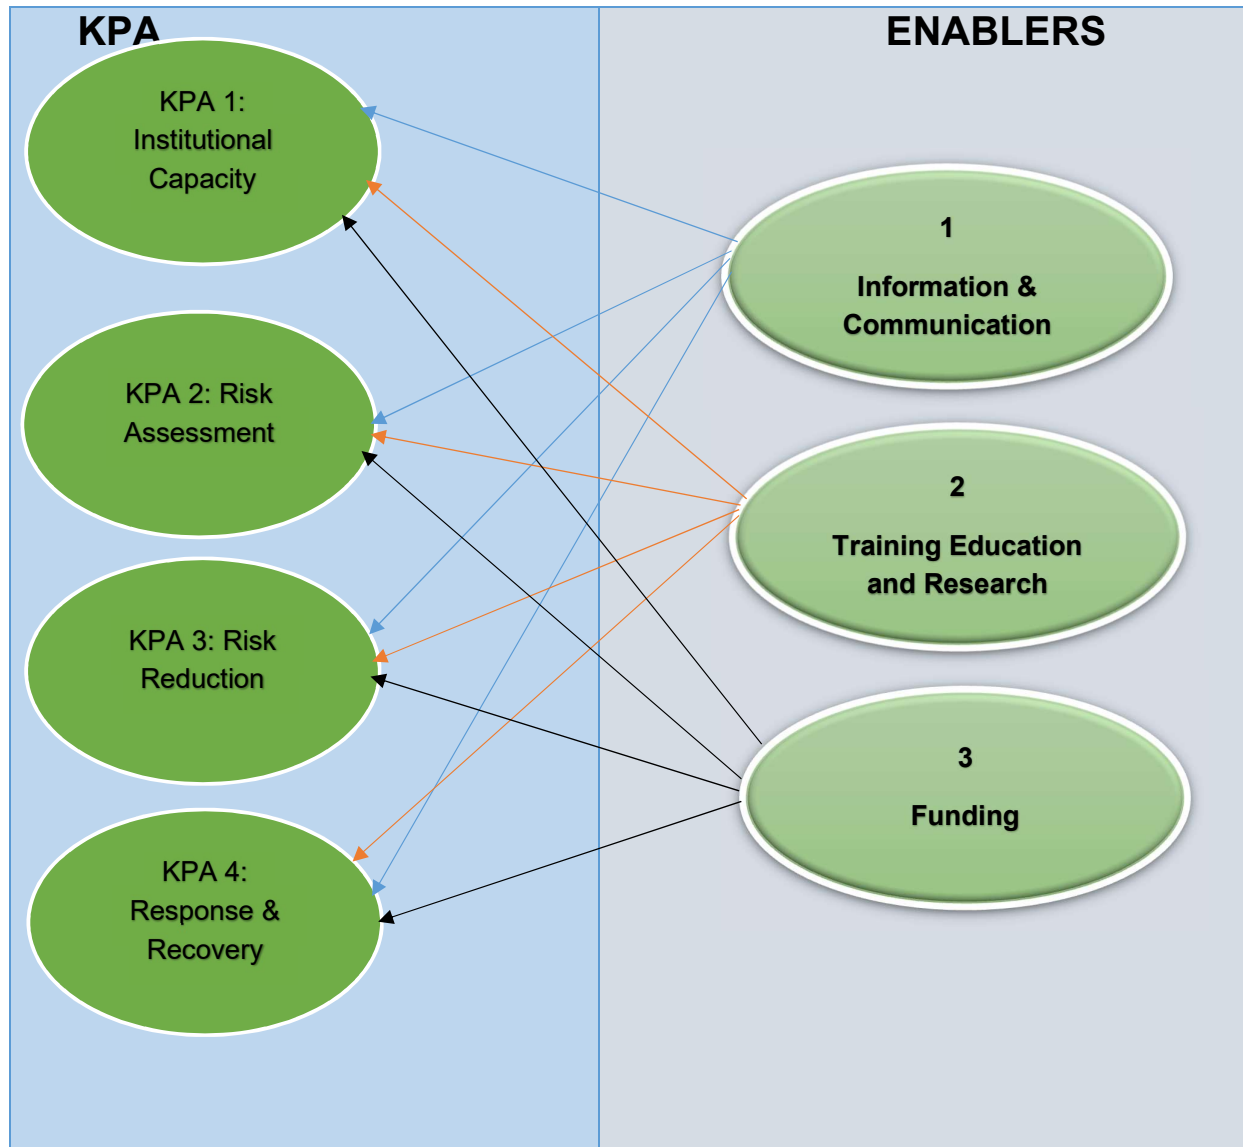 KPA
KPA 1:
Institutional
Capacity
KPA 2: Risk
Assessment
KPA 3: Risk
Reduction
KPA 4:
Response &
Recovery
ENABLERS
1
Information &
Communication
2
Training Education
and Research
3
Funding